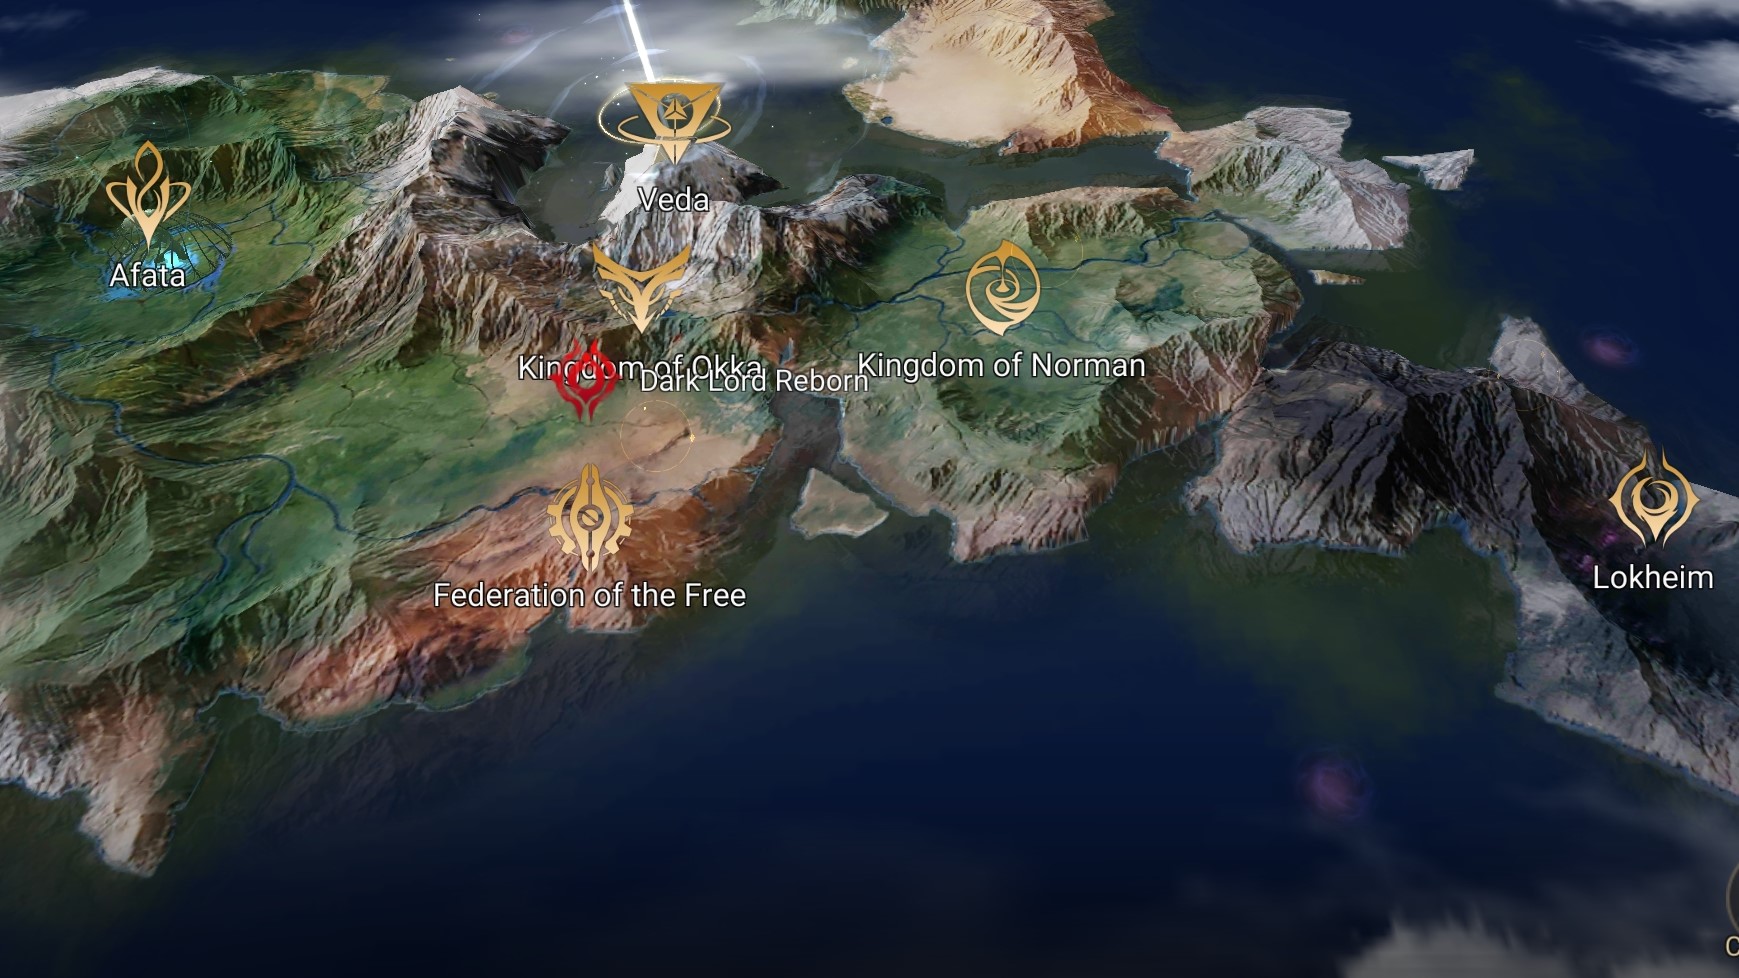 Veda
Afata
Kingdom of Okka
Kingdom of Norman
Dark Lord Reborn
Lokheim
Federation of the Free